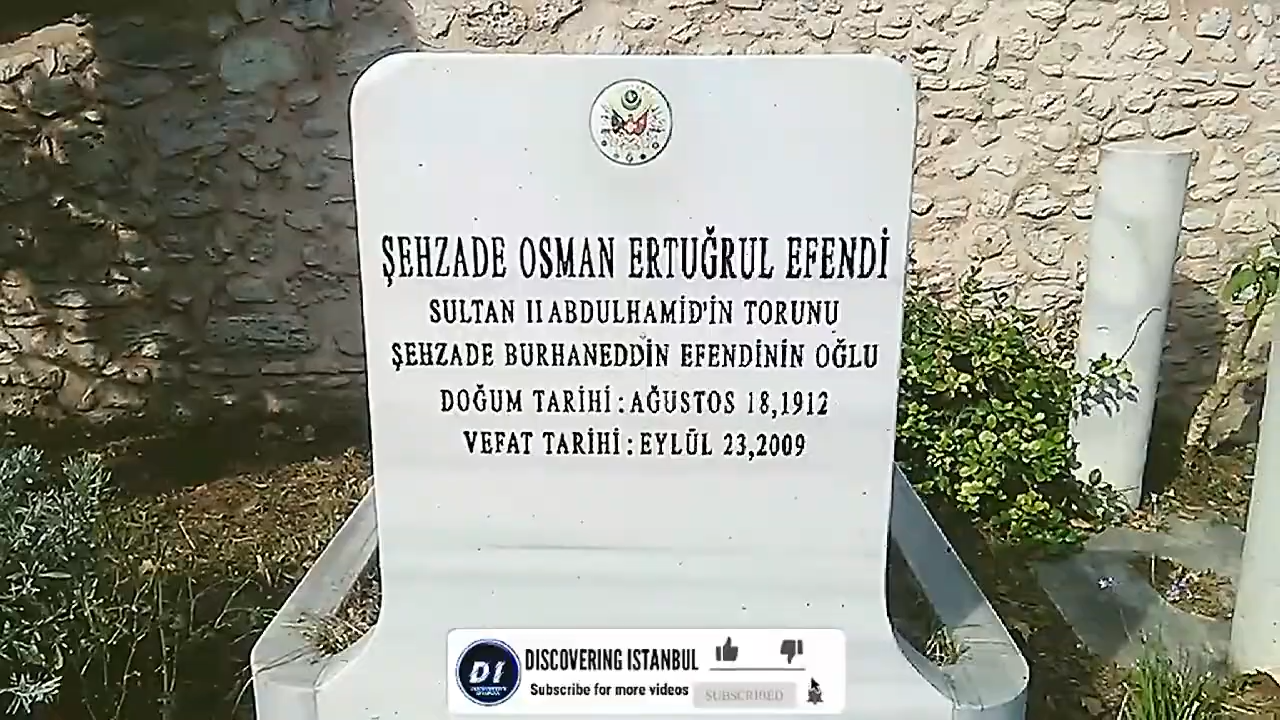 ŞEHZADE OSMAN ERTUĞRUL EFENDİ
SULTAN II ABDULHAMİD'İN TORUNU
ŞEHZADE BURHANEDDİN EFENDİNİN OĞLU
DOĞUM TARİHİ : AĞUSTOS 18,1912
VEFAT TARİHİ : EYLÜL 23,2009
D1
DISCOVERING ISTANBUL
Subscribe for more videos
SUBSCRIBED